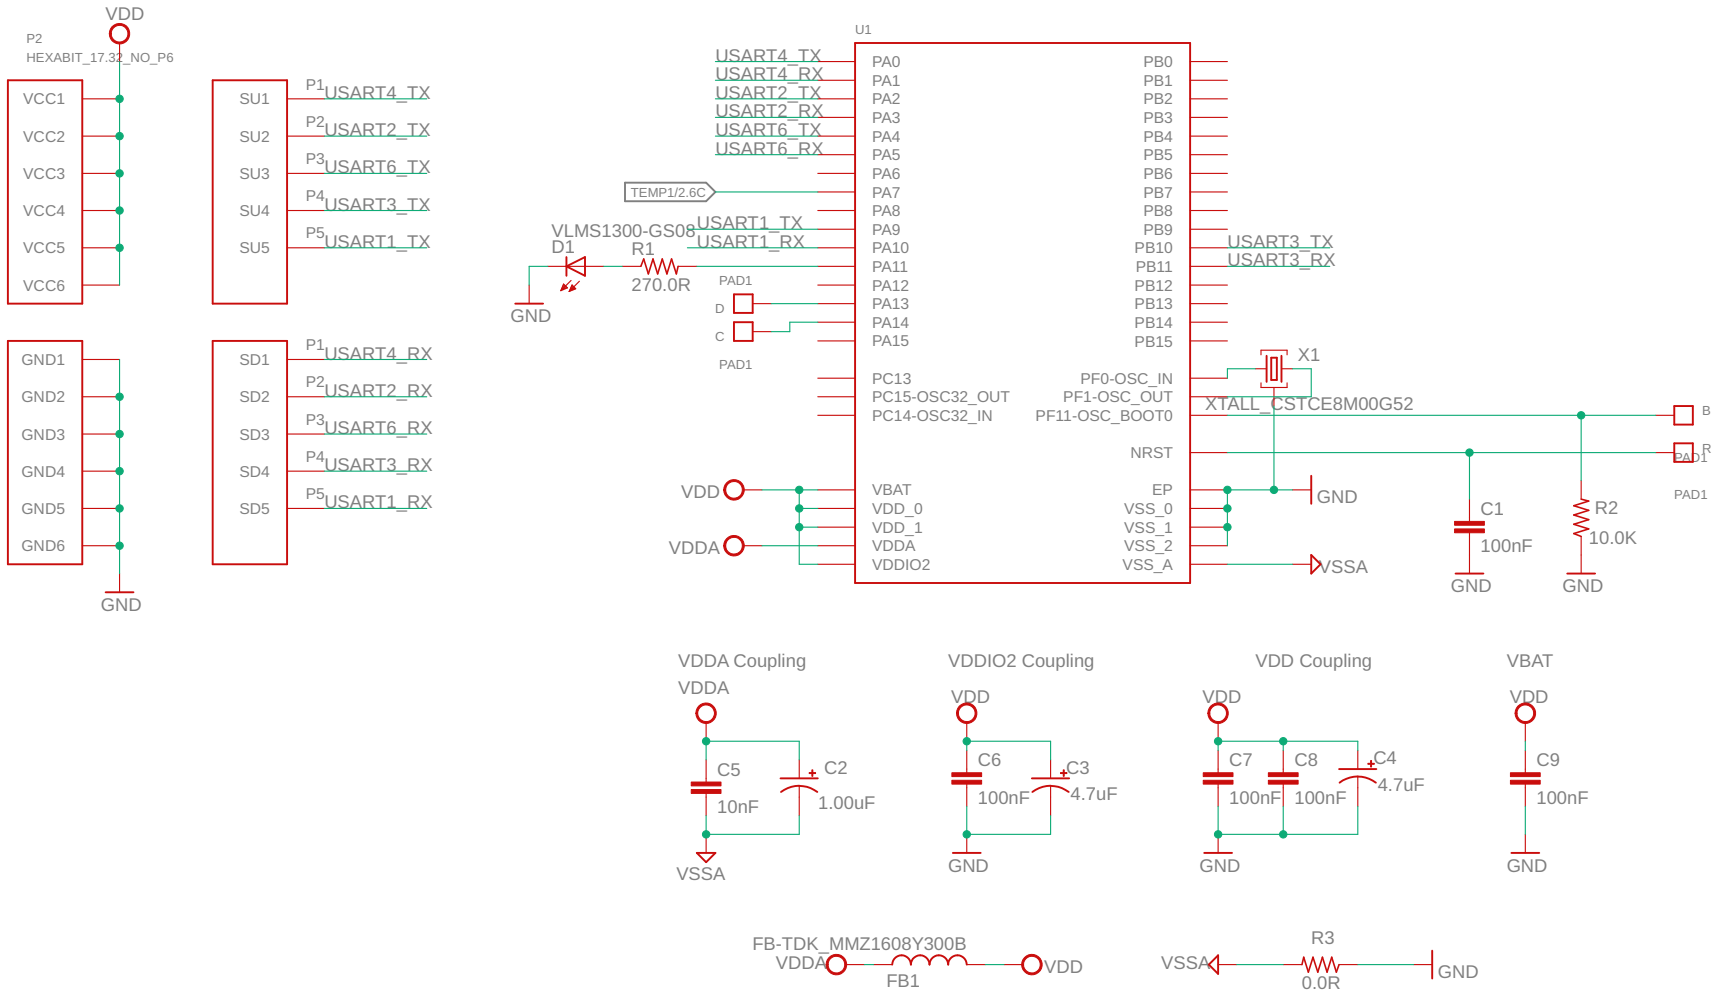 VDD
P2
HEXABIT_17.32_NO_P6
VCC1
VCC2
VCC3
VCC4
VCC5
VCC6
SU1
P1
USART4_TX
SU2
P2
USART2_TX
SU3
P3
USART6_TX
SU4
P4
USART3_TX
SU5
P5
USART1_TX
GND1
GND2
GND3
GND4
GND5
GND6
GND
SD1
P1
USART4_RX
SD2
P2
USART2_RX
SD3
P3
USART6_RX
SD4
P4
USART3_RX
SD5
P5
USART1_RX
U1
USART4_TX
USART4_RX
USART2_TX
USART2_RX
USART6_TX
USART6_RX
TEMP1/2.6C
USART1_TX
USART1_RX
VLMS1300-GS08
D1
R1
270.0R
GND
PAD1
D
C
PAD1
PA0
PA1
PA2
PA3
PA4
PA5
PA6
PA7
PA8
PA9
PA10
PA11
PA12
PA13
PA14
PA15
PC13
PC15-OSC32_OUT
PC14-OSC32_IN
VBAT
VDD_0
VDD_1
VDDA
VDDIO2
VDD
VDDA
PB0
PB1
PB2
PB3
PB4
PB5
PB6
PB7
PB8
PB9
PB10
PB11
PB12
PB13
PB14
PB15
PF0-OSC_IN
PF1-OSC_OUT
PF11-OSC_BOOT0
NRST
EP
VSS_0
VSS_1
VSS_2
VSS_A
USART3_TX
USART3_RX
X1
XTALL_CSTCE8M00G52
GND
VSSA
B
R
PAD1
PAD1
C1
100nF
GND
R2
10.0K
GND
VDDA Coupling
VDDA
C5
10nF
C2
1.00uF
VSSA
VDDIO2 Coupling
VDD
C6
100nF
C3
4.7uF
GND
VDD Coupling
VDD
C7
100nF
C8
100nF
C4
4.7uF
GND
VBAT
VDD
C9
100nF
GND
FB-TDK_MMZ1608Y300B
VDDA
FB1
VDD
VSSA
R3
0.0R
GND